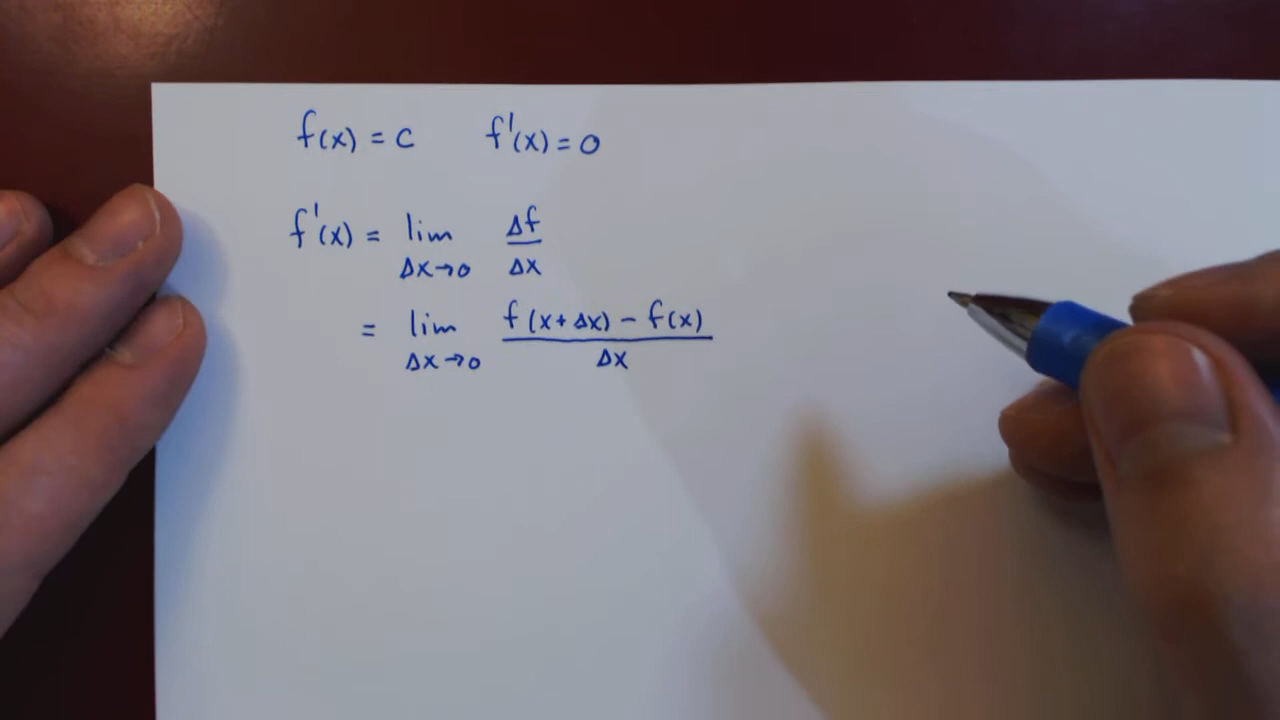 f(x) = c f'(x) = 0
f'(x) = lim Δx→0 Δf/Δx
= lim Δx→0 f(x+Δx) − f(x)/Δx